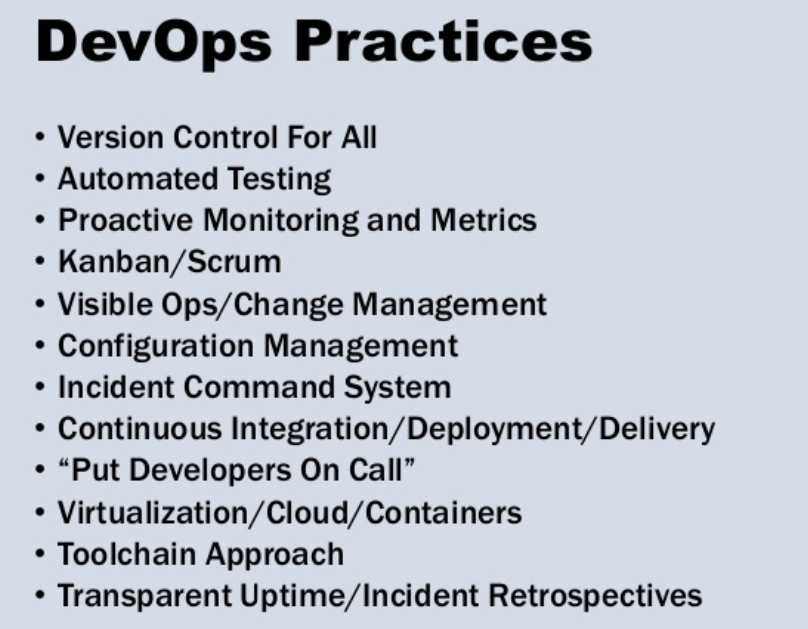 DevOps Practices
• Version Control For All
• Automated Testing
• Proactive Monitoring and Metrics
• Kanban/Scrum
• Visible Ops/Change Management
• Configuration Management
• Incident Command System
• Continuous Integration/Deployment/Delivery
• “Put Developers On Call”
• Virtualization/Cloud/Containers
• Toolchain Approach
• Transparent Uptime/Incident Retrospectives